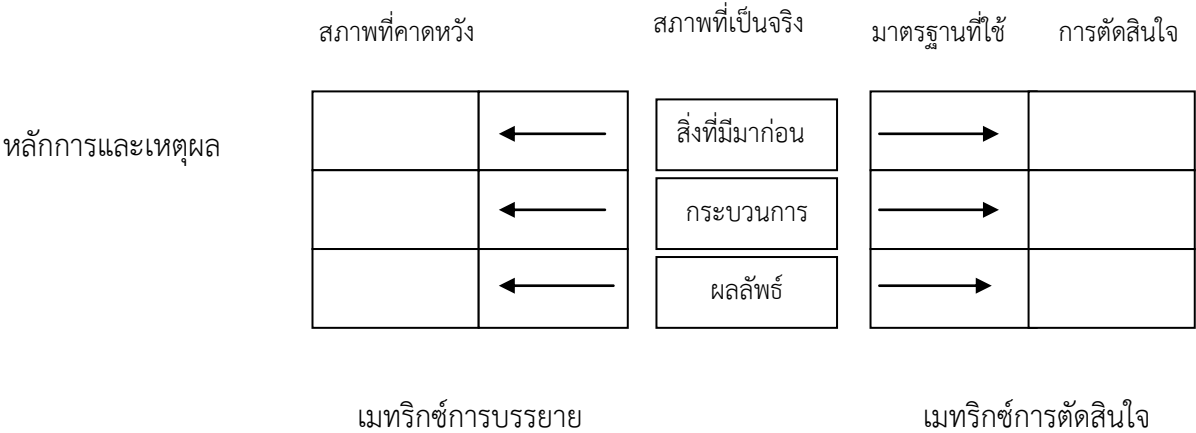 สภาพที่คาดหวัง สภาพที่เป็นจริง มาตรฐานที่ใช้ การตัดสินใจ
สิ่งที่มีมาก่อน
หลักการและเหตุผล
กระบวนการ
ผลลัพธ์
เมทริกซ์การบรรยาย เมทริกซ์การตัดสินใจ